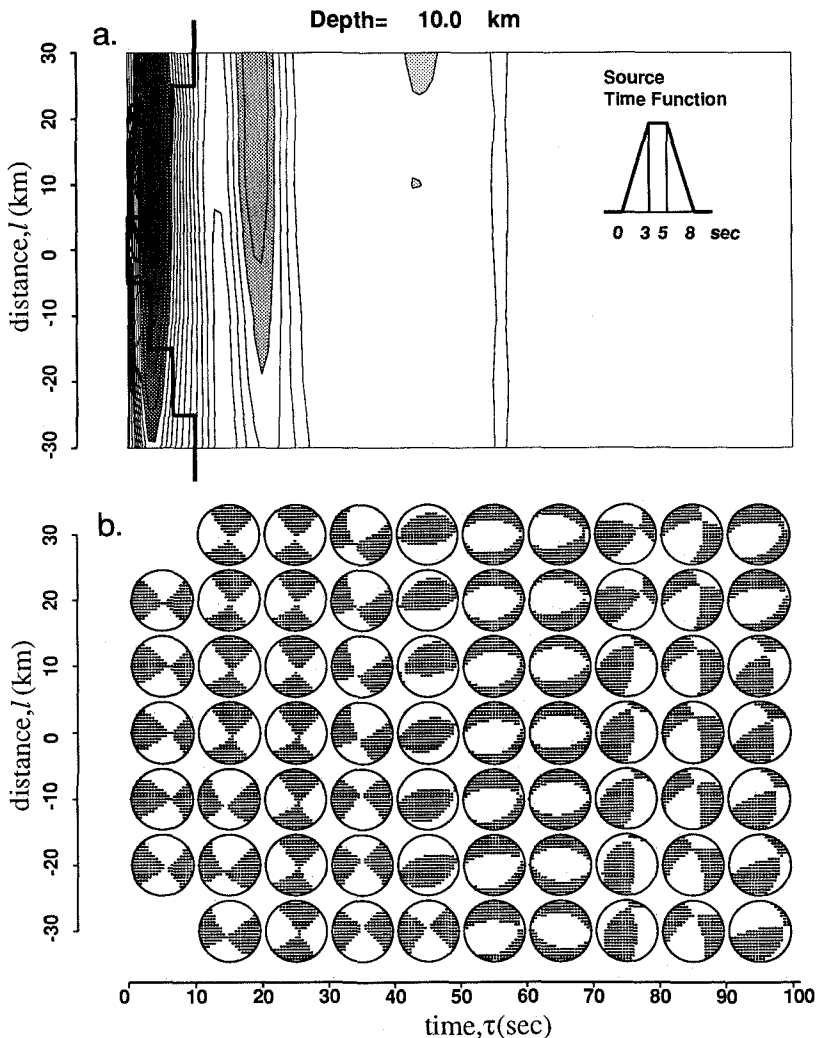 Depth= 10.0 km
a.
distance, l (km)
30
20
10
0
-10
-20
-30
Source
Time Function
0 3 5 8 sec
b.
distance, l (km)
30
20
10
0
-10
-20
-30
0 10 20 30 40 50 60 70 80 90 100
time, τ(sec)